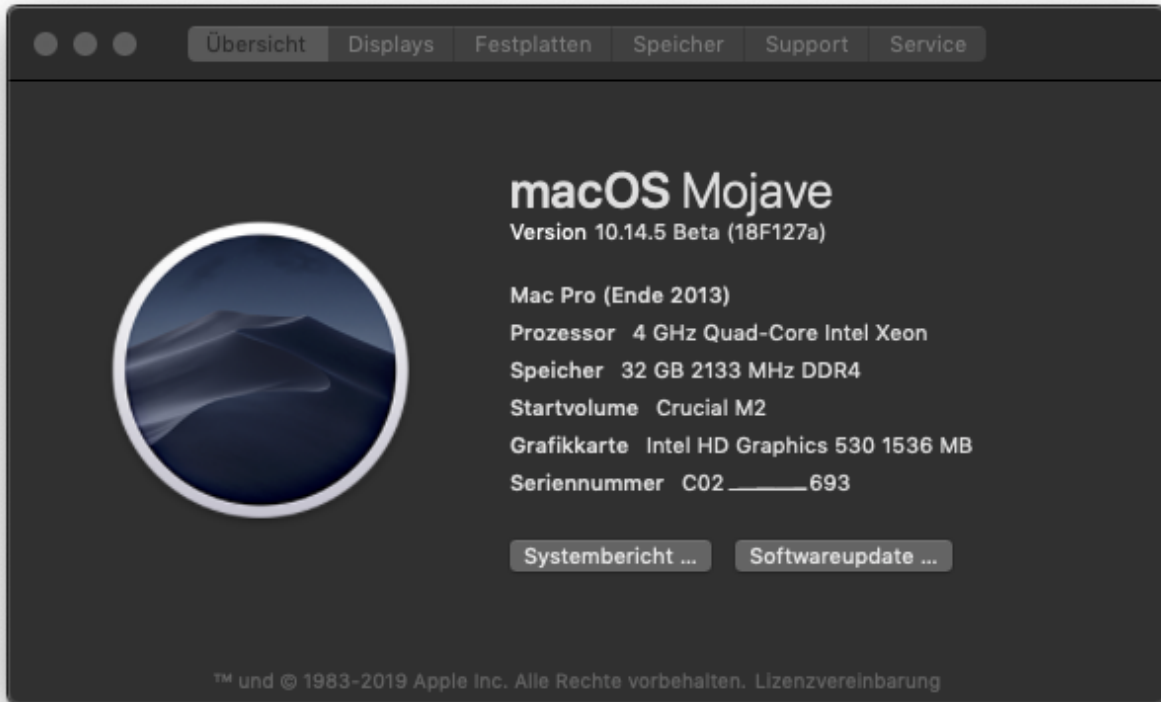 Übersicht Displays Festplatten Speicher Support Service
macOS Mojave
Version 10.14.5 Beta (18F127a)
Mac Pro (Ende 2013)
Prozessor 4 GHz Quad-Core Intel Xeon
Speicher 32 GB 2133 MHz DDR4
Startvolume Crucial M2
Grafikkarte Intel HD Graphics 530 1536 MB
Seriennummer C02 693
Systembericht ... Softwareupdate ...
™ und © 1983-2019 Apple Inc. Alle Rechte vorbehalten. Lizenzvereinbarung